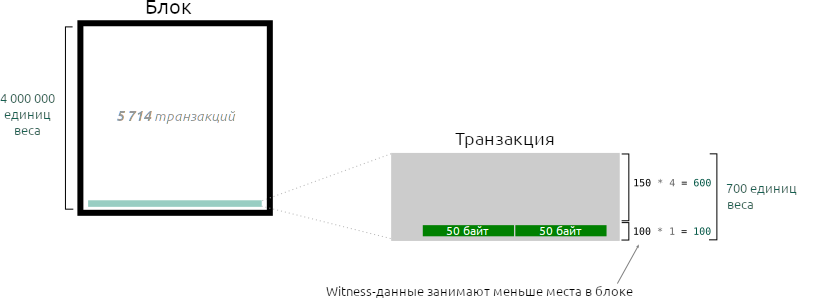 Блок
4 000 000
единиц
веса
5 714 транзакций
Транзакция
150 * 4 = 600
700 единиц
веса
50 байт 50 байт
100 * 1 = 100
Witness-данные занимают меньше места в блоке